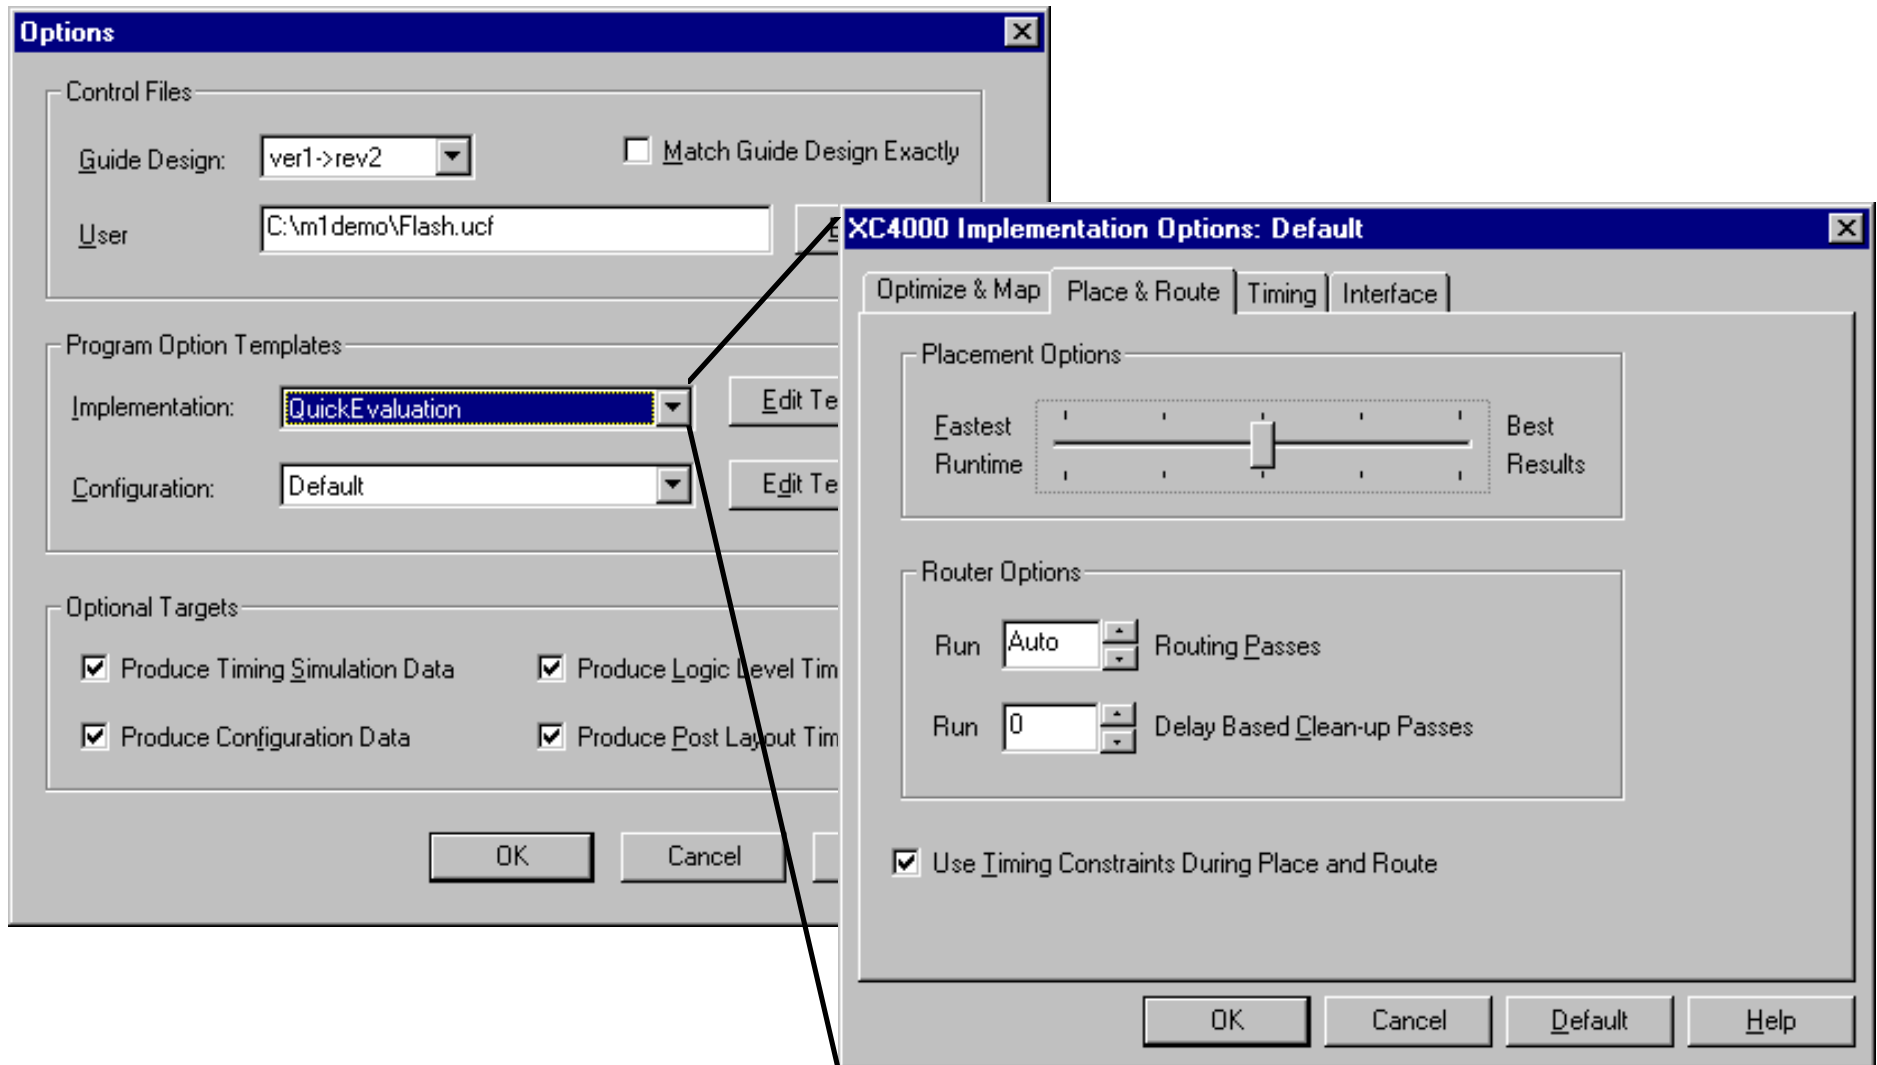 Options
Control Files
Guide Design: ver1->rev2 Match Guide Design Exactly
User C:\m1demo\Flash.ucf
Program Option Templates
Implementation: QuickEvaluation Edit Te
Configuration: Default Edit Te
Optional Targets
Produce Timing Simulation Data Produce Logic Level Tim
Produce Configuration Data Produce Post Layout Tim
OK Cancel
XC4000 Implementation Options: Default
Optimize & Map Place & Route Timing Interface
Placement Options
Fastest Runtime Best Results
Router Options
Run Auto Routing Passes
Run 0 Delay Based Clean-up Passes
Use Timing Constraints During Place and Route
OK Cancel Default Help